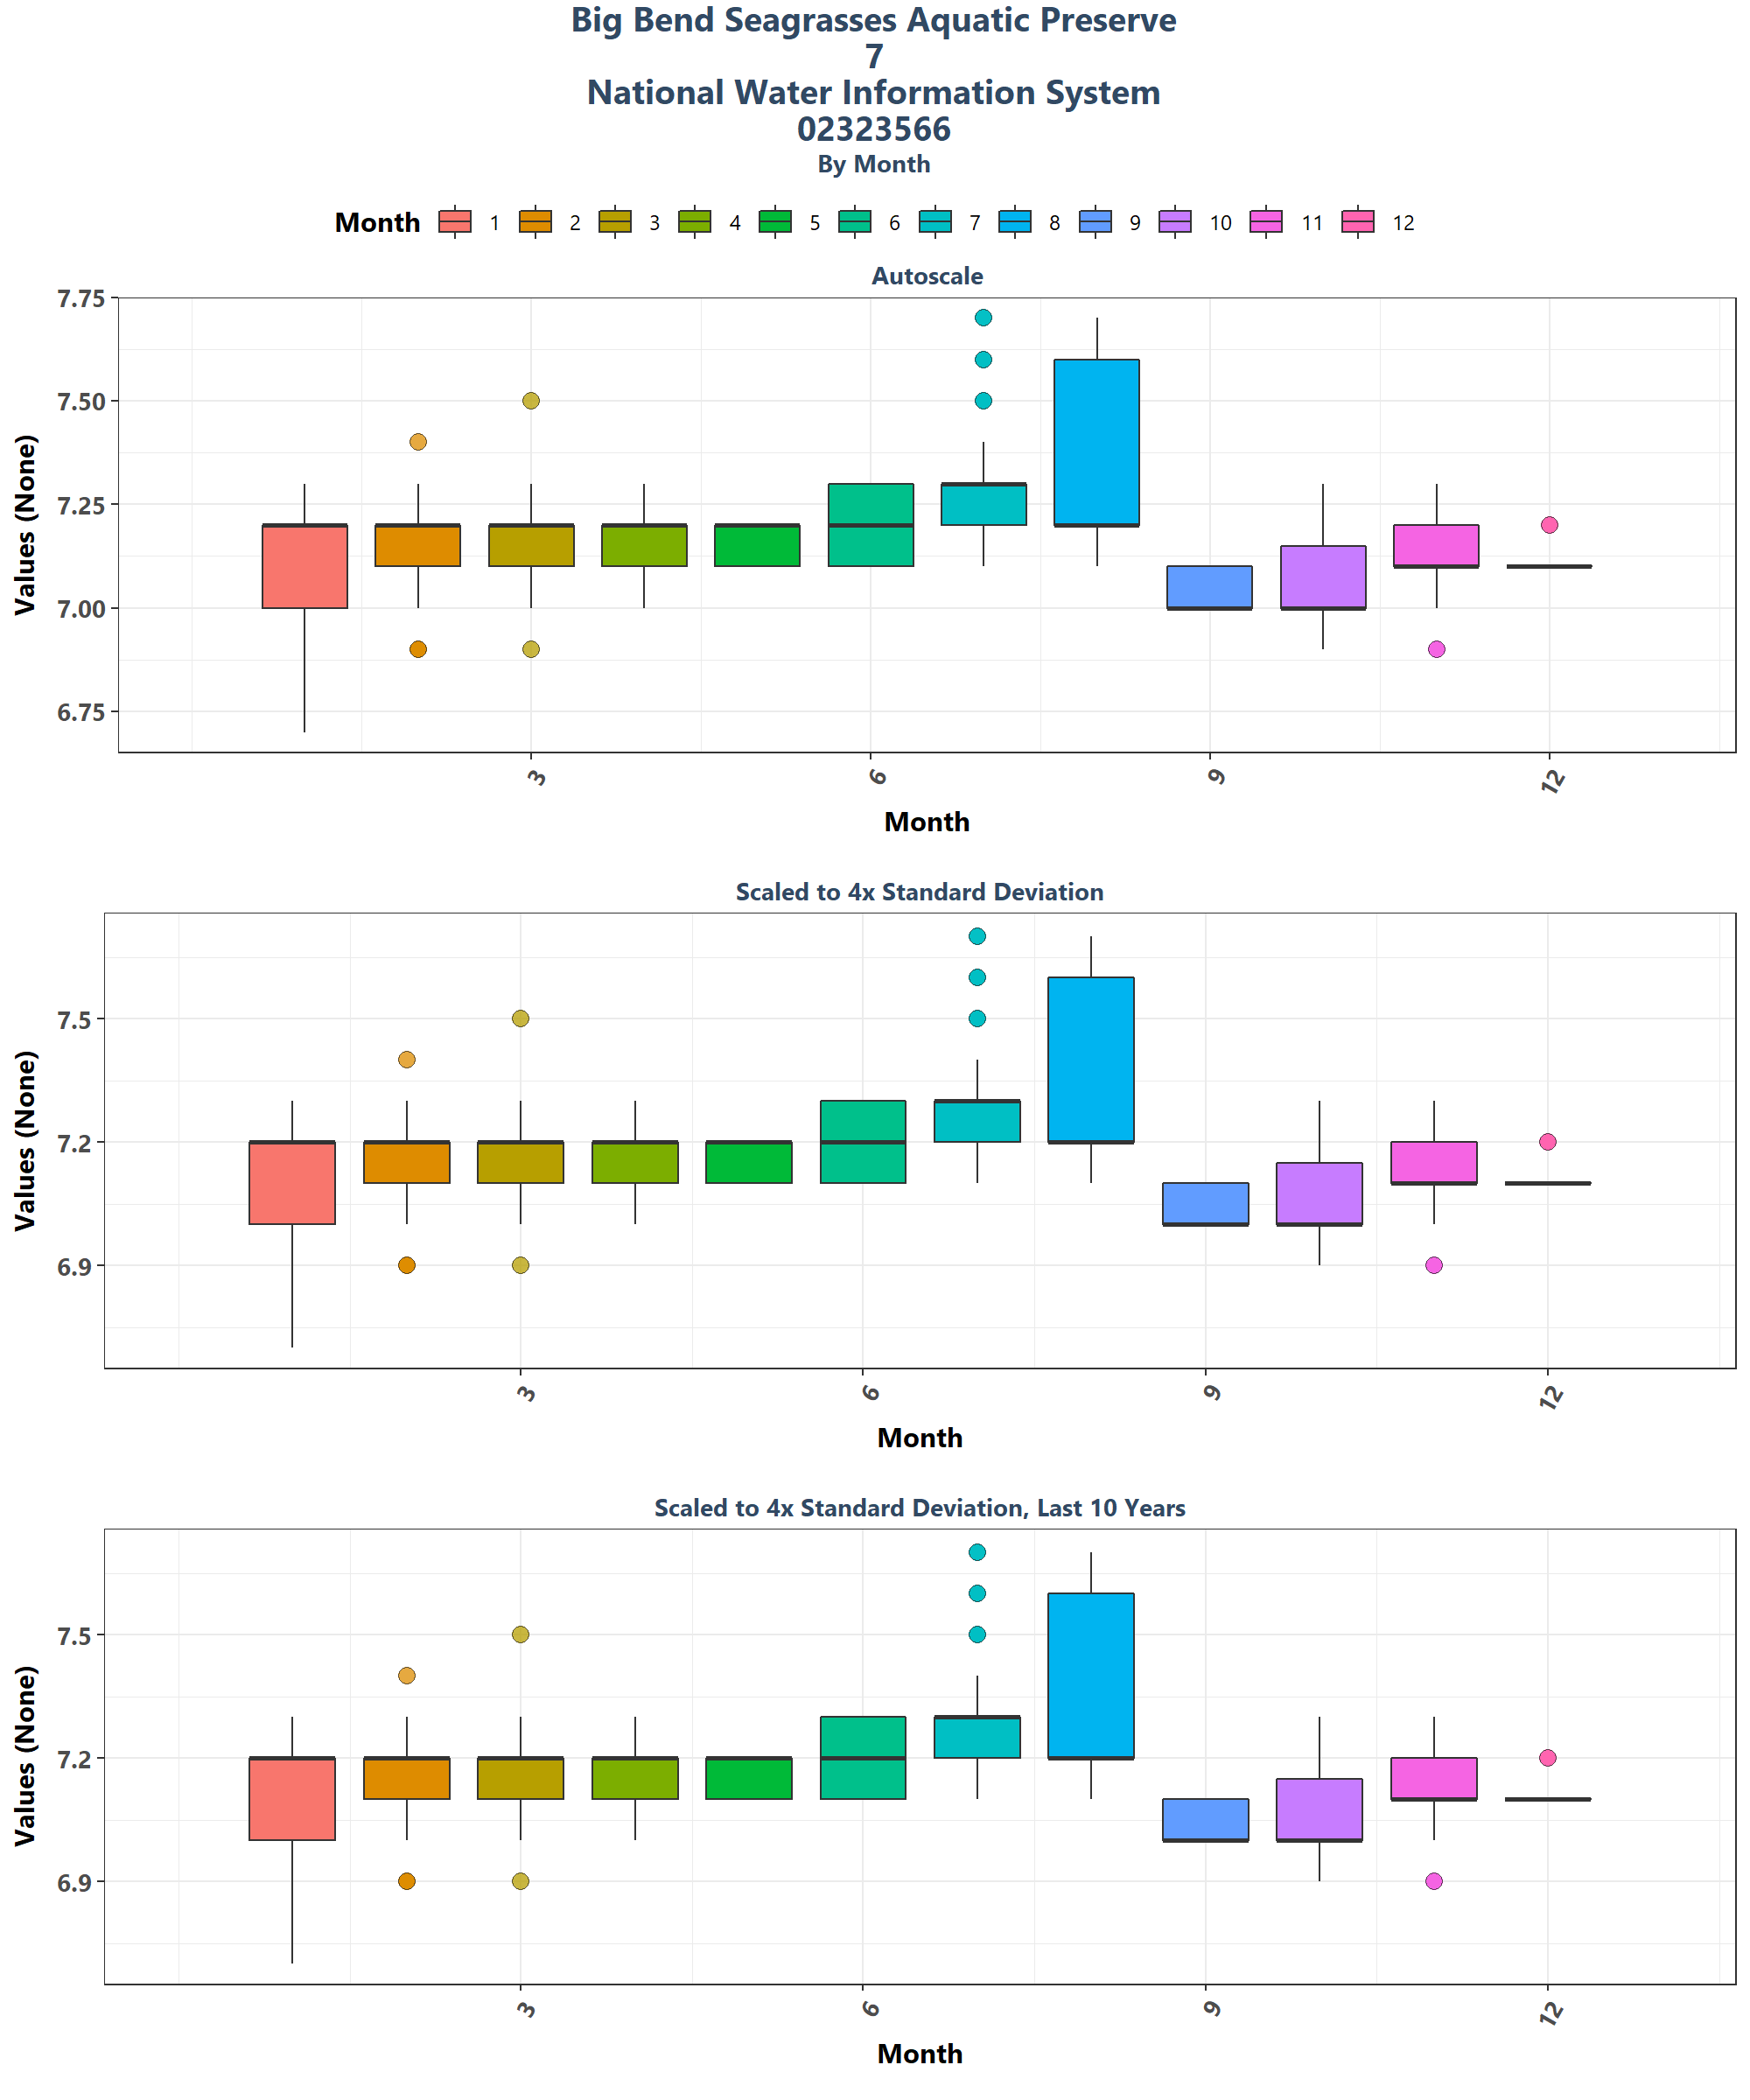 Big Bend Seagrasses Aquatic Preserve
7
National Water Information System
02323566
By Month
Month 1 2 3 4 5 6 7 8 9 10 11 12
Autoscale
7.75
7.50
7.25
7.00
6.75
Values (None)
3 6 9 12
Month
Scaled to 4x Standard Deviation
7.5
7.2
6.9
Values (None)
3 6 9 12
Month
Scaled to 4x Standard Deviation, Last 10 Years
7.5
7.2
6.9
Values (None)
3 6 9 12
Month